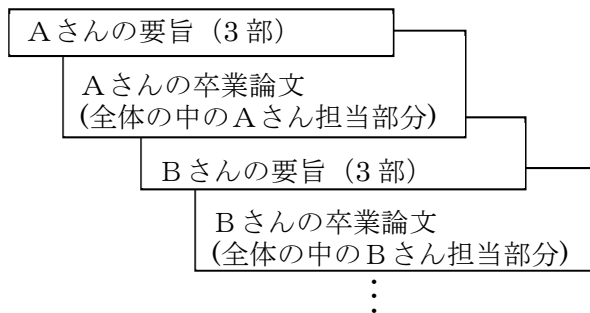 Ａさんの要旨（3 部）
Ａさんの卒業論文
(全体の中のＡさん担当部分)
Ｂさんの要旨（3 部）
Ｂさんの卒業論文
(全体の中のＢさん担当部分)
⋮